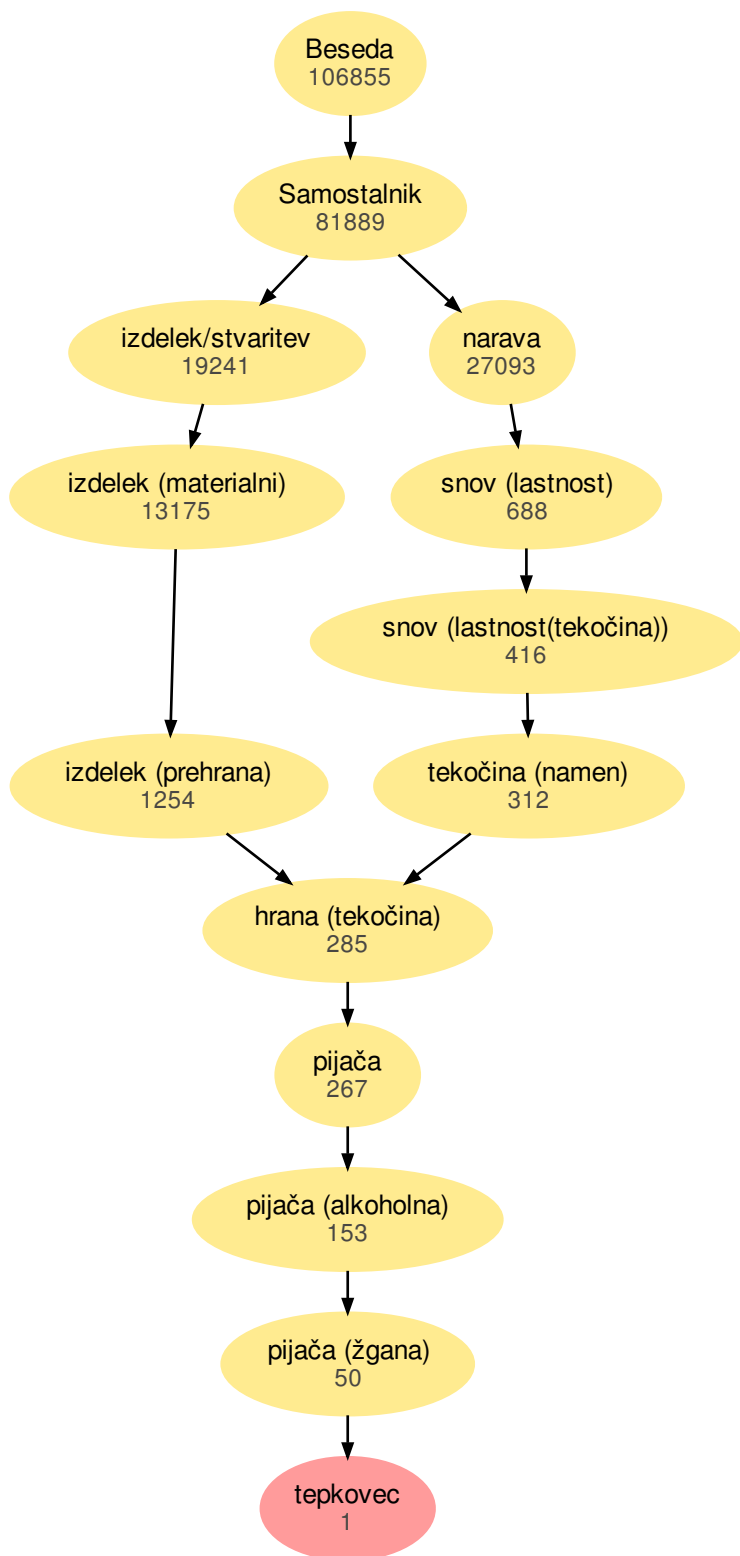 Beseda
106855
Samostalnik
81889
izdelek/stvaritev
19241
narava
27093
izdelek (materialni)
13175
snov (lastnost)
688
snov (lastnost(tekočina))
416
izdelek (prehrana)
1254
tekočina (namen)
312
hrana (tekočina)
285
pijača
267
pijača (alkoholna)
153
pijača (žgana)
50
tepkovec
1